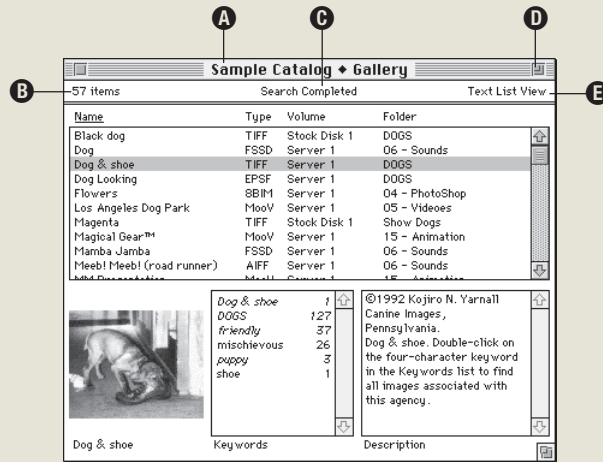 A
C
D
Sample Catalog ✦ Gallery
B
57 items Search Completed Text List View
E
Name Type Volume Folder
Black dog TIFF Stock Disk 1 DOGS
Dog FSSD Server 1 06 - Sounds
Dog & shoe TIFF Server 1 DOGS
Dog Looking EPSF Server 1 DOGS
Flowers 8BIM Server 1 04 - PhotoShop
Los Angeles Dog Park MooV Server 1 05 - Videoes
Magenta TIFF Stock Disk 1 Show Dogs
Magical Gear™ MooV Server 1 15 - Animation
Mamba Jamba FSSD Server 1 06 - Sounds
Meeb! Meeb! (road runner) AIFF Server 1 06 - Sounds
Dog & shoe 1
DOGS 127
friendly 37
mischievous 26
puppy 3
shoe 1
©1992 Kojiro N. Yarnall
Canine Images,
Pennsylvania.
Dog & shoe. Double-click on
the four-character keyword
in the Keywords list to find
all images associated with
this agency.
Dog & shoe Keywords Description